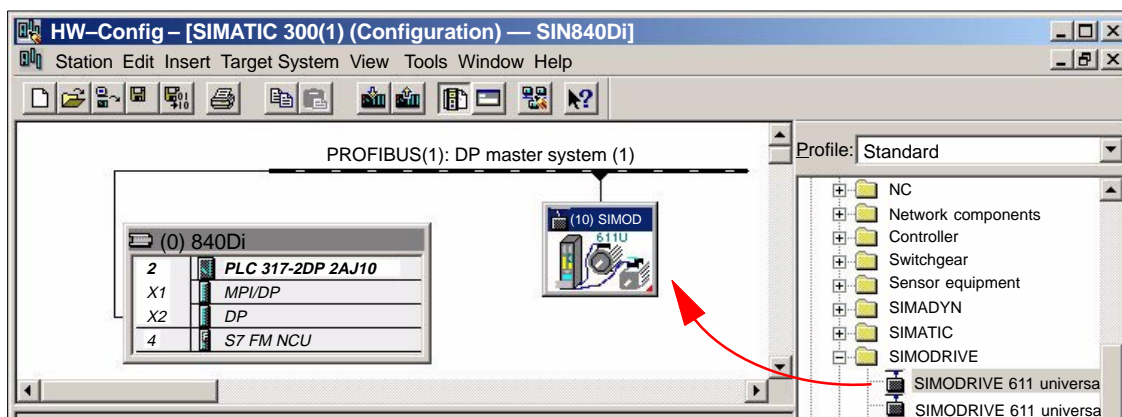 HW–Config – [SIMATIC 300(1) (Configuration) — SIN840Di]
Station Edit Insert Target System View Tools Window Help
PROFIBUS(1): DP master system (1)
(10) SIMOD
611U
(0) 840Di
2 PLC 317-2DP 2AJ10
X1 MPI/DP
X2 DP
4 S7 FM NCU
Profile: Standard
NC
Network components
Controller
Switchgear
Sensor equipment
SIMADYN
SIMATIC
SIMODRIVE
SIMODRIVE 611 universa
SIMODRIVE 611 universa